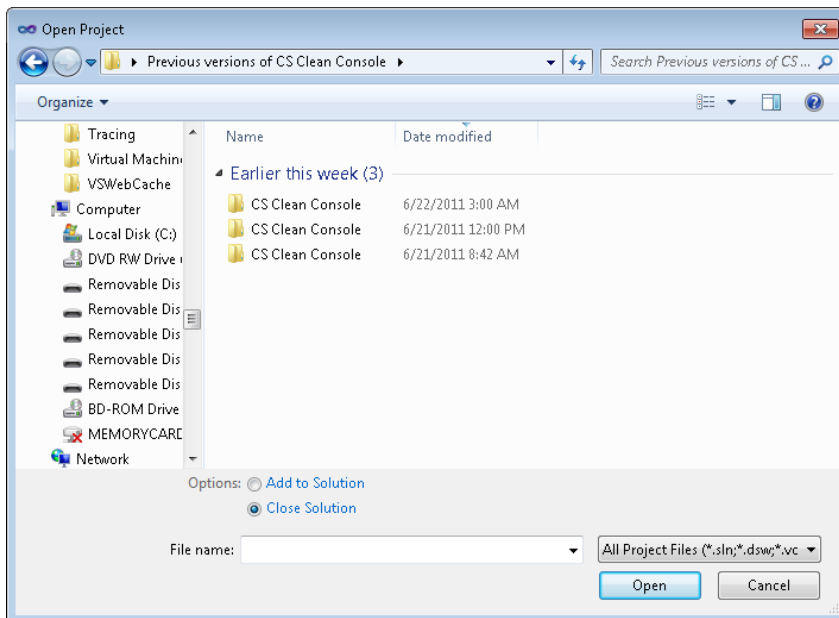 Open Project
Previous versions of CS Clean Console
Search Previous versions of CS ...
Organize
Tracing
Virtual Machin
VSWebCache
Computer
Local Disk (C:)
DVD RW Drive
Removable Dis
Removable Dis
Removable Dis
Removable Dis
Removable Dis
BD-ROM Drive
MEMORYCARD
Network
Name Date modified
Earlier this week (3)
CS Clean Console 6/22/2011 3:00 AM
CS Clean Console 6/21/2011 12:00 PM
CS Clean Console 6/21/2011 8:42 AM
Options: Add to Solution
Close Solution
File name: All Project Files (*.sln;*.dsw;*.vc
Open Cancel